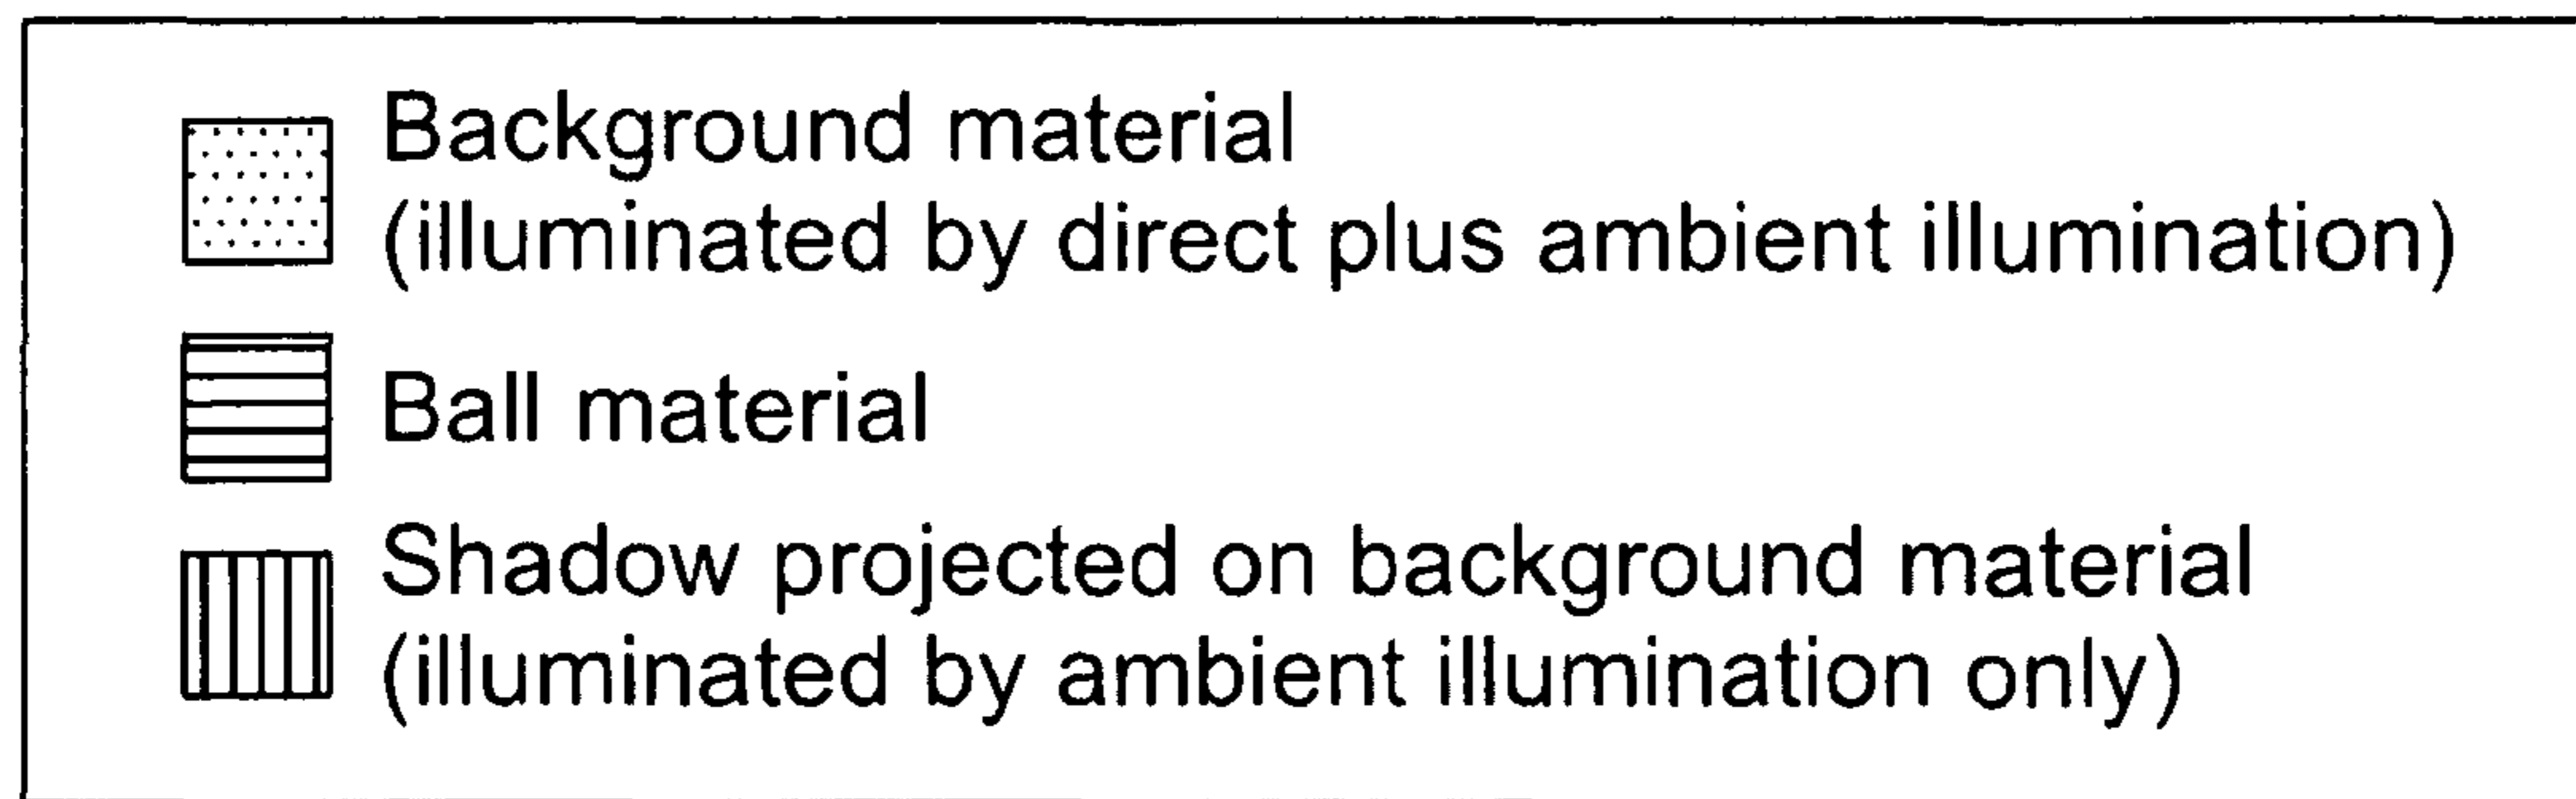 Background material
(illuminated by direct plus ambient illumination)
Ball material
Shadow projected on background material
(illuminated by ambient illumination only)